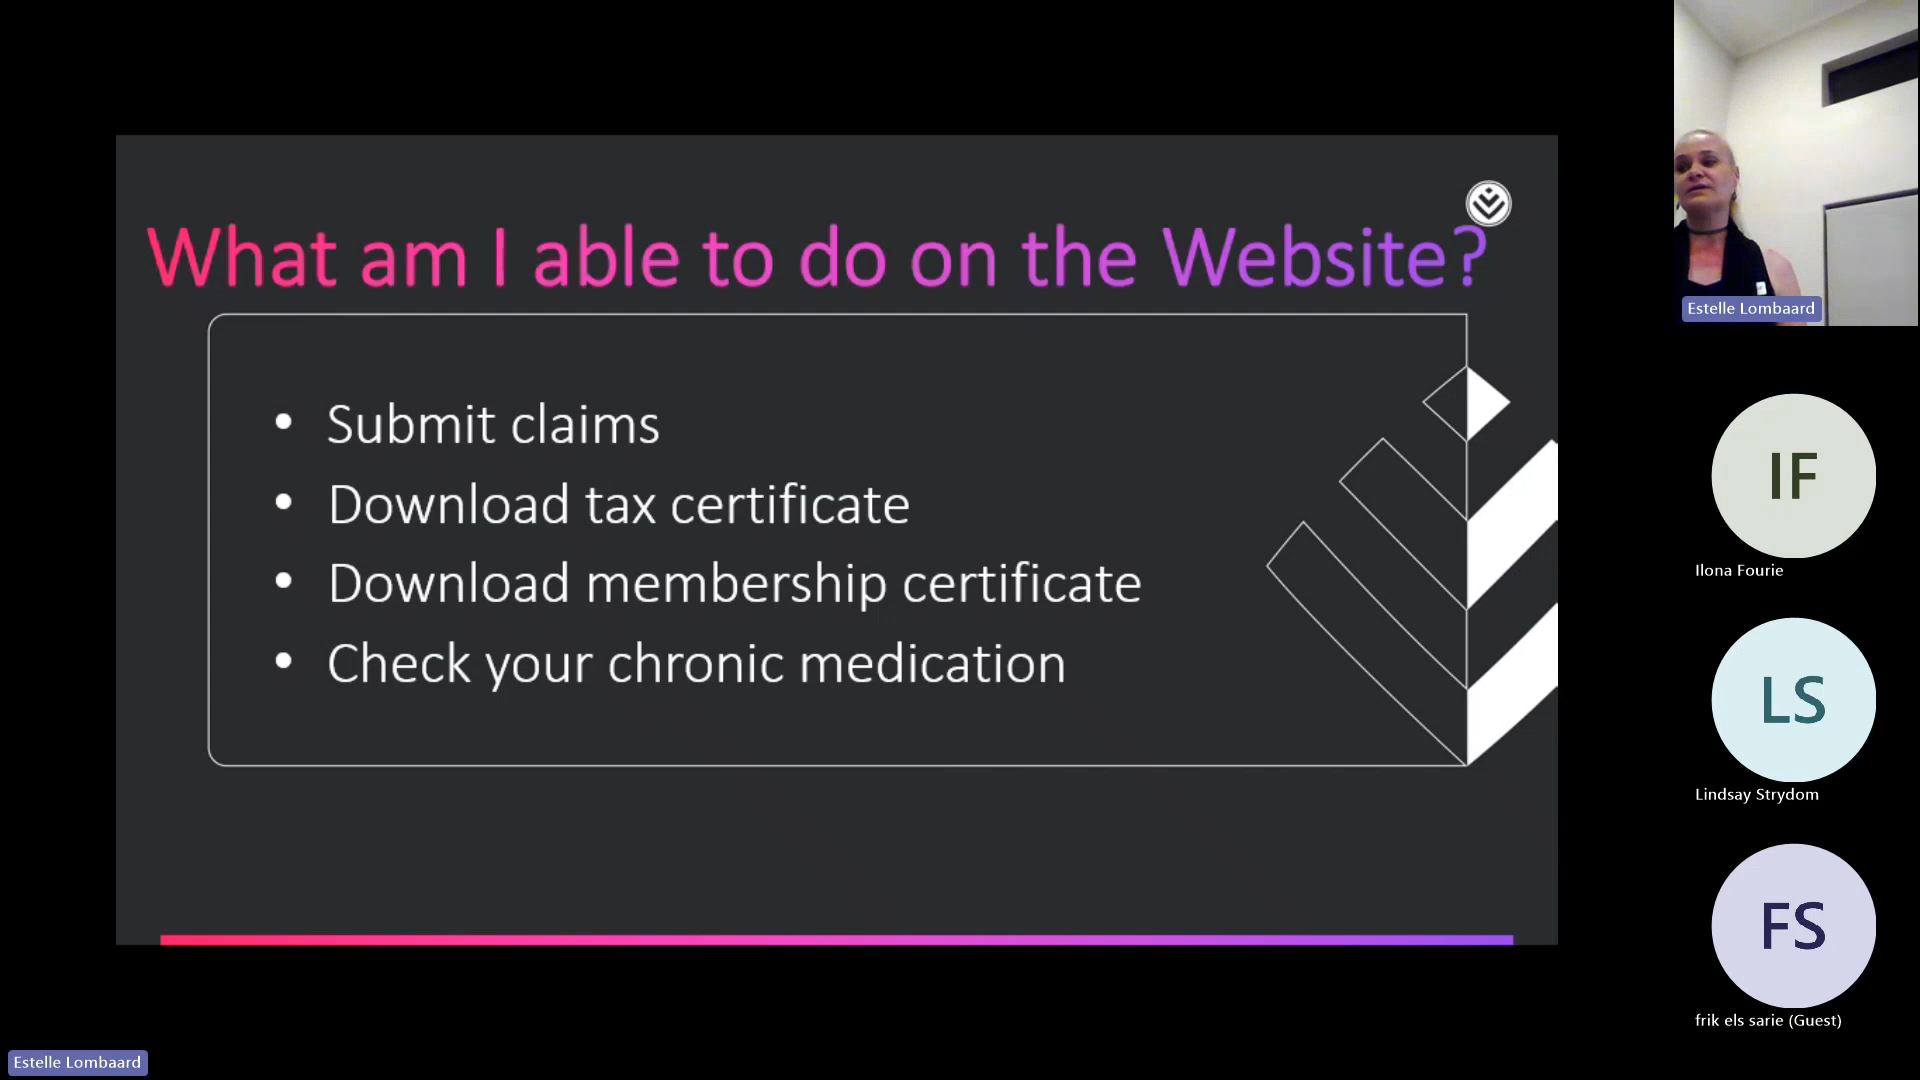 What am I able to do on the Website?
• Submit claims
• Download tax certificate
• Download membership certificate
• Check your chronic medication
Estelle Lombaard
IF
Ilona Fourie
LS
Lindsay Strydom
FS
frik els sarie (Guest)
Estelle Lombaard